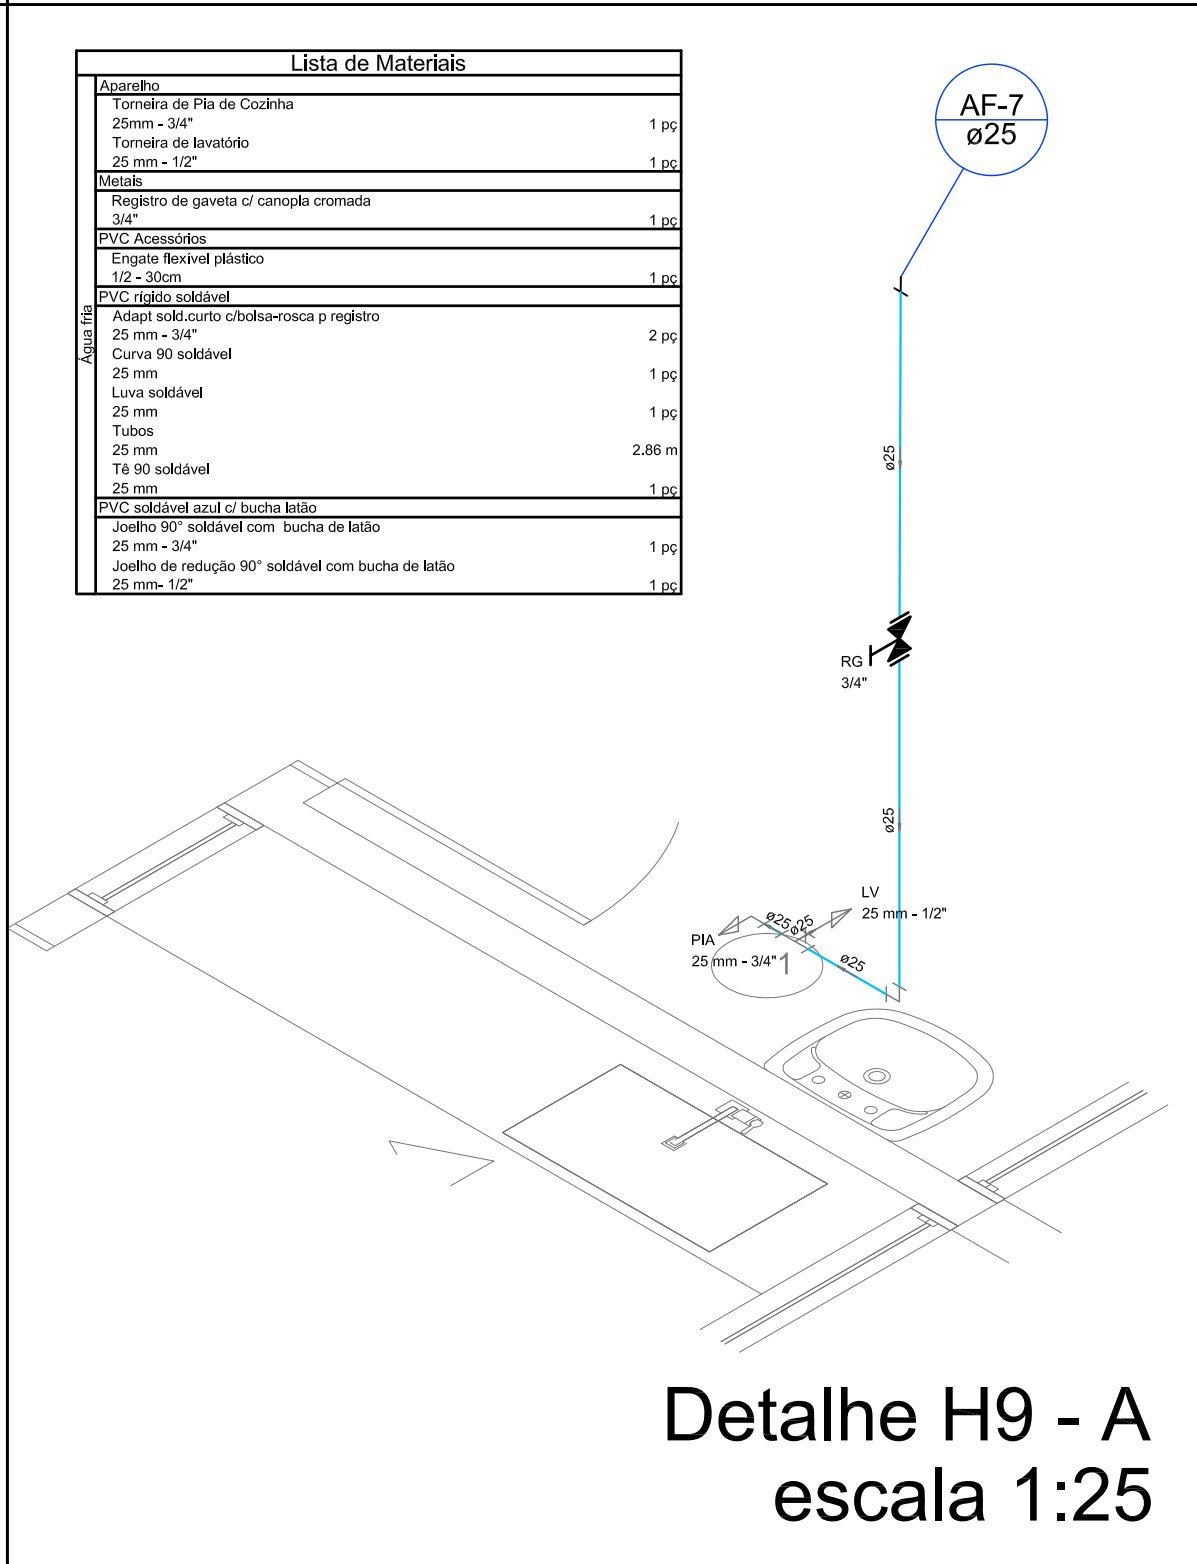 Lista de Materiais
Água fria
Aparelho
Torneira de Pia de Cozinha
25mm - 3/4" 1 pç
Torneira de lavatório
25 mm - 1/2" 1 pç
Metais
Registro de gaveta c/ canopla cromada
3/4" 1 pç
PVC Acessórios
Engate flexível plástico
1/2 - 30cm 1 pç
PVC rígido soldável
Adapt sold.curto c/bolsa-rosca p registro
25 mm - 3/4" 2 pç
Curva 90 soldável
25 mm 1 pç
Luva soldável
25 mm 1 pç
Tubos
25 mm 2.86 m
Tê 90 soldável
25 mm 1 pç
PVC soldável azul c/ bucha latão
Joelho 90° soldável com bucha de latão
25 mm - 3/4" 1 pç
Joelho de redução 90° soldável com bucha de latão
25 mm- 1/2" 1 pç
AF-7
ø25
ø25
RG
3/4"
ø25
LV
25 mm - 1/2"
ø25
ø25
PIA
25 mm - 3/4"
1
ø25
Detalhe H9 - A
escala 1:25